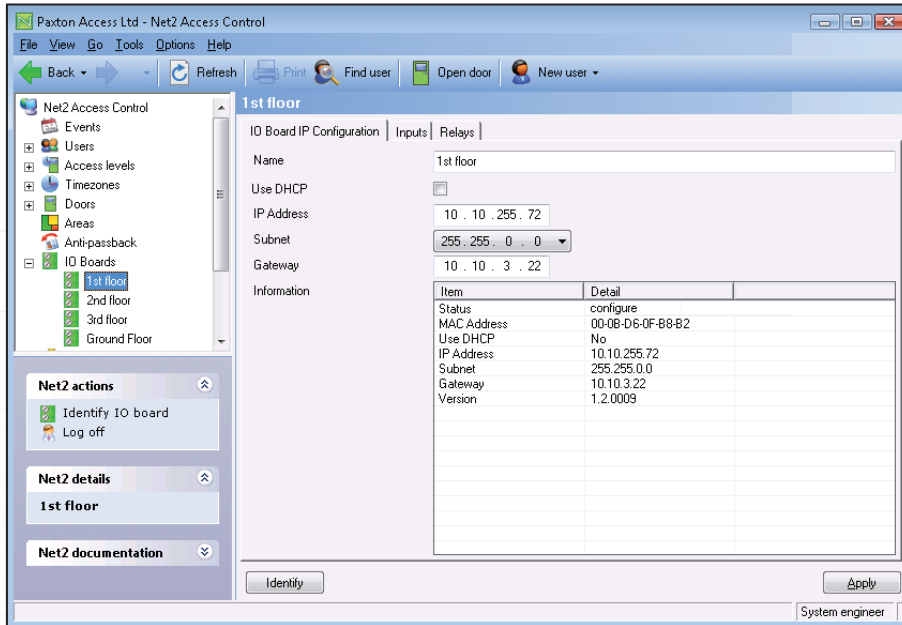 Paxton Access Ltd - Net2 Access Control
File View Go Tools Options Help
Back Refresh Print Find user Open door New user
Net2 Access Control
Events
Users
Access levels
Timezones
Doors
Areas
Anti-passback
IO Boards
1st floor
2nd floor
3rd floor
Ground Floor
Net2 actions
Identify IO board
Log off
Net2 details
1st floor
Net2 documentation
1st floor
IO Board IP Configuration Inputs Relays
Name 1st floor
Use DHCP
IP Address 10 . 10 . 255 . 72
Subnet 255 . 255 . 0 . 0
Gateway 10 . 10 . 3 . 22
Information
Item Detail
Status configure
MAC Address 00-0B-D6-0F-B8-B2
Use DHCP No
IP Address 10.10.255.72
Subnet 255.255.0.0
Gateway 10.10.3.22
Version 1.2.0009
Identify Apply
System engineer